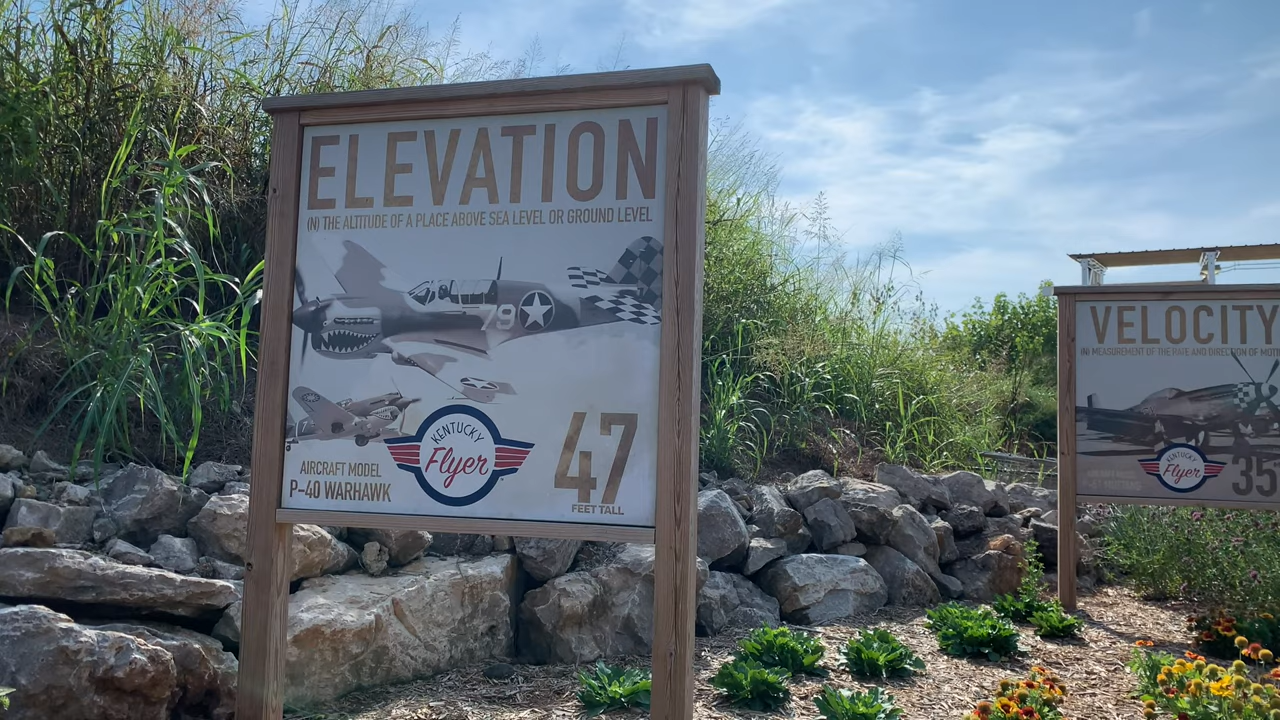 ELEVATION
(N) THE ALTITUDE OF A PLACE ABOVE SEA LEVEL OR GROUND LEVEL
79
AIRCRAFT MODEL
P-40 WARHAWK
KENTUCKY
Flyer
47
FEET TALL
VELOCITY
(N) MEASUREMENT OF THE RATE AND DIRECTION OF
KENTUCKY
Flyer
35